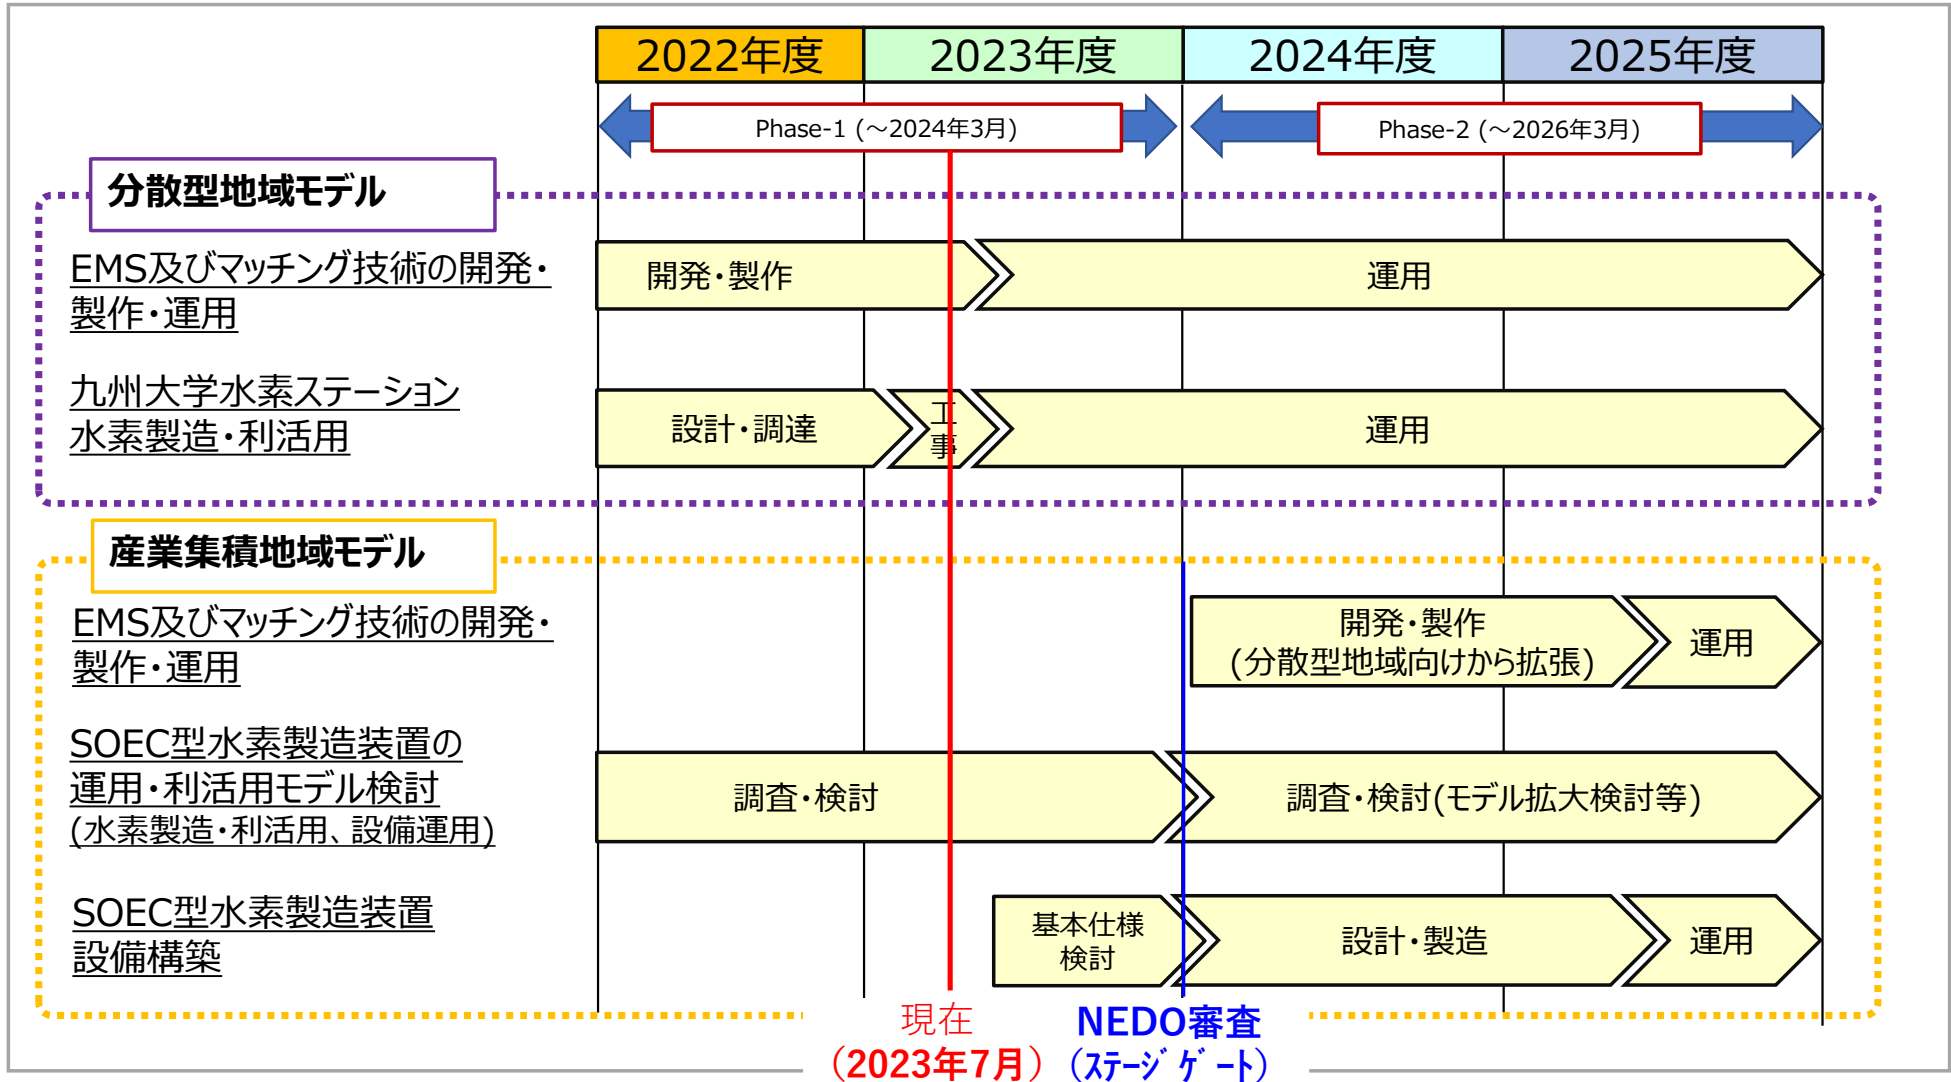 2022年度
2023年度
2024年度
2025年度
Phase-1 (～2024年3月)
Phase-2 (～2026年3月)
分散型地域モデル
EMS及びマッチング技術の開発・
製作・運用
開発・製作
運用
九州大学水素ステーション
水素製造・利活用
設計・調達
工
事
運用
産業集積地域モデル
EMS及びマッチング技術の開発・
製作・運用
開発・製作
(分散型地域向けから拡張)
運用
SOEC型水素製造装置の
運用・利活用モデル検討
(水素製造・利活用、設備運用)
調査・検討
調査・検討(モデル拡大検討等)
SOEC型水素製造装置
設備構築
基本仕様
検討
設計・製造
運用
現在
（2023年7月）
NEDO審査
（ｽﾃｰｼﾞｹﾞｰﾄ）